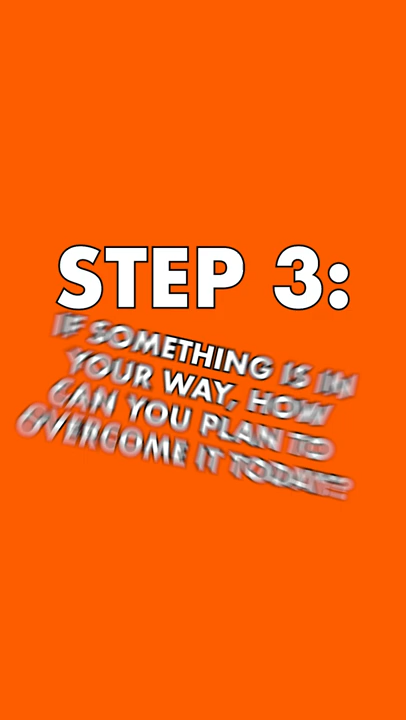 STEP 3:
IF SOMETHING IS IN
YOUR WAY, HOW
CAN YOU PLAN TO
OVERCOME IT TODAY?